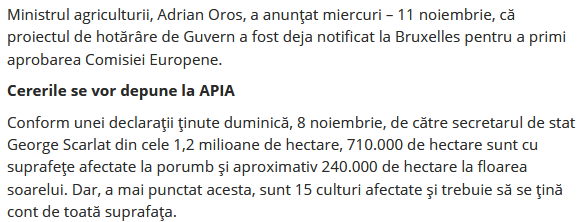 Ministrul agriculturii, Adrian Oros, a anunțat miercuri – 11 noiembrie, că
proiectul de hotărâre de Guvern a fost deja notificat la Bruxelles pentru a primi
aprobarea Comisiei Europene.
Cererile se vor depune la APIA
Conform unei declarații ținute duminică, 8 noiembrie, de către secretarul de stat
George Scarlat din cele 1,2 milioane de hectare, 710.000 de hectare sunt cu
suprafețe afectate la porumb și aproximativ 240.000 de hectare la floarea
soarelui. Dar, a mai punctat acesta, sunt 15 culturi afectate și trebuie să se țină
cont de toată suprafața.